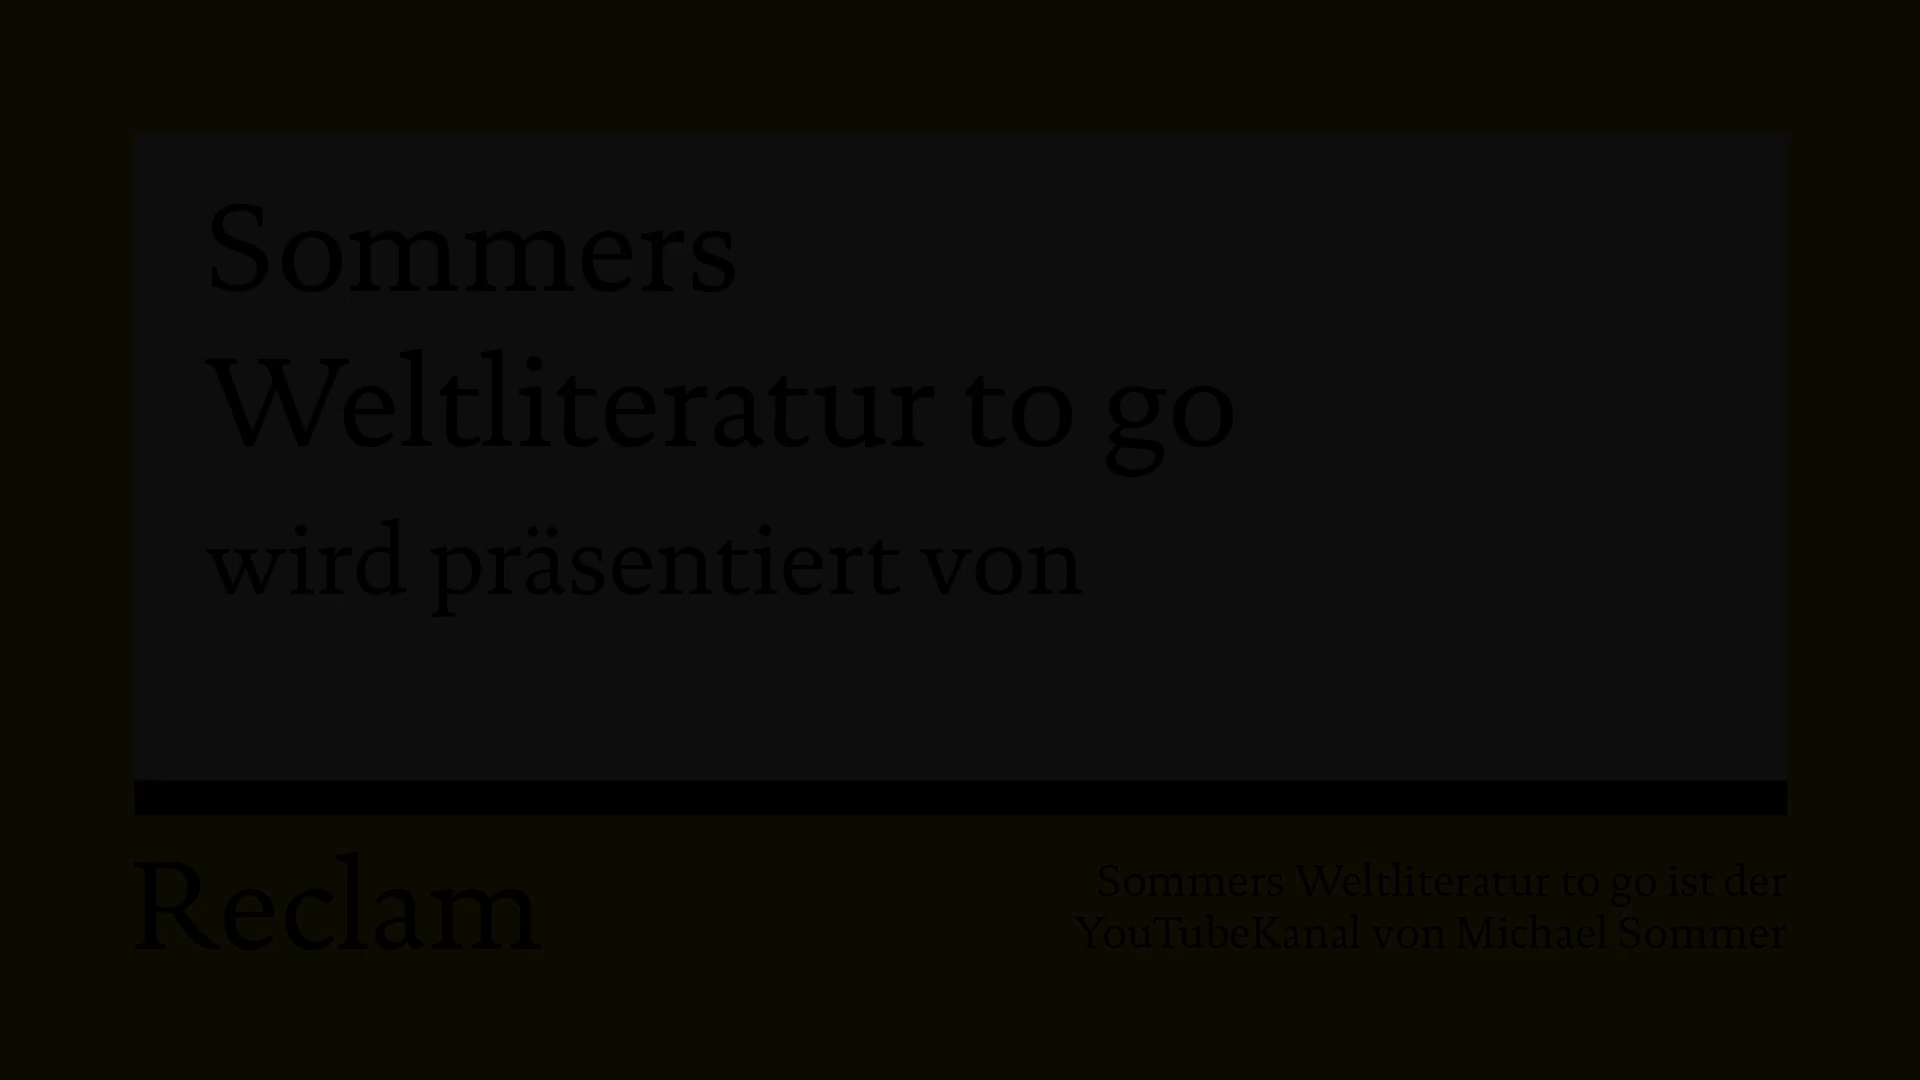 Sommers
Weltliteratur to go
wird präsentiert von
Reclam
Sommers Weltliteratur to go ist der
YouTubeKanal von Michael Sommer